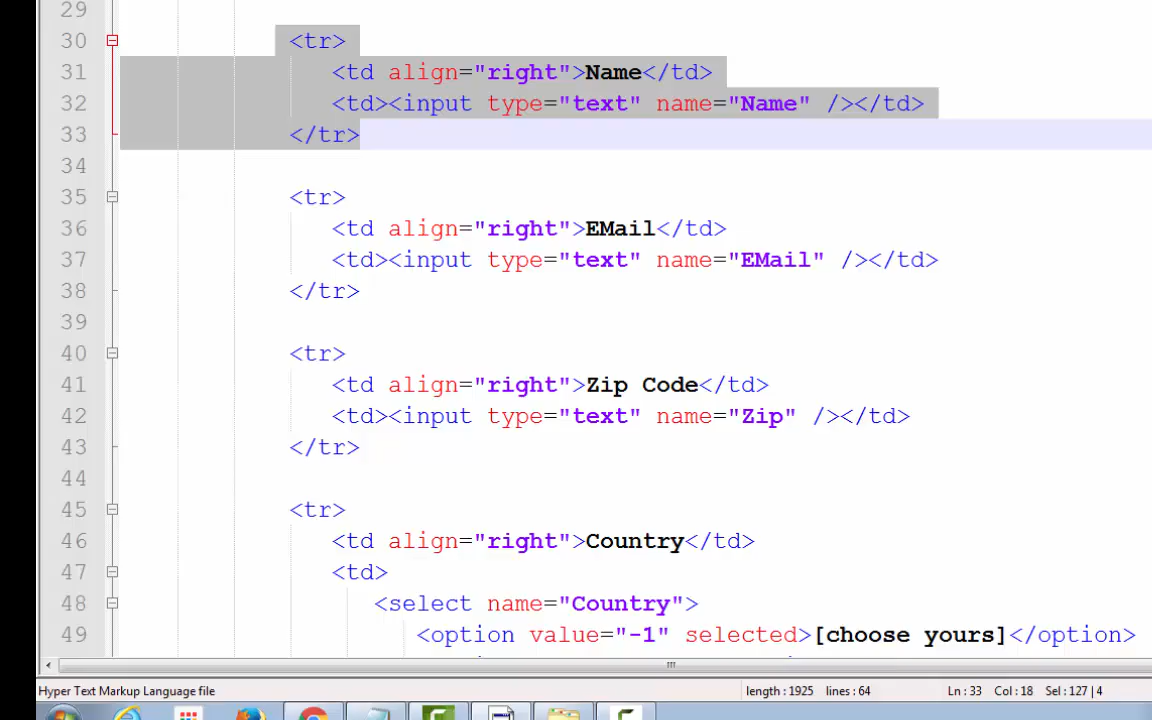 29
30 <tr>
31 <td align="right">Name</td>
32 <td><input type="text" name="Name" /></td>
33 </tr>
34
35 <tr>
36 <td align="right">EMail</td>
37 <td><input type="text" name="EMail" /></td>
38 </tr>
39
40 <tr>
41 <td align="right">Zip Code</td>
42 <td><input type="text" name="Zip" /></td>
43 </tr>
44
45 <tr>
46 <td align="right">Country</td>
47 <td>
48 <select name="Country">
49 <option value="-1" selected>[choose yours]</option>
Hyper Text Markup Language file length : 1925 lines : 64 Ln : 33 Col : 18 Sel : 127 | 4